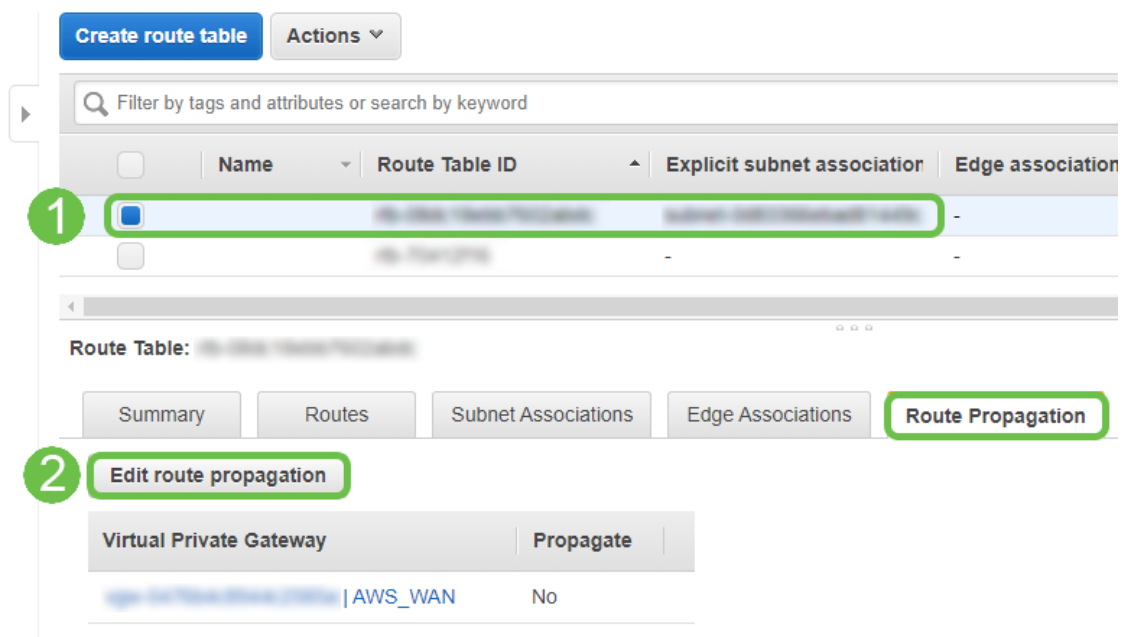 Create route table Actions
Filter by tags and attributes or search by keyword
Name Route Table ID Explicit subnet association Edge association
1 -
- -
Route Table:
Summary Routes Subnet Associations Edge Associations Route Propagation
2 Edit route propagation
Virtual Private Gateway Propagate
| AWS_WAN No